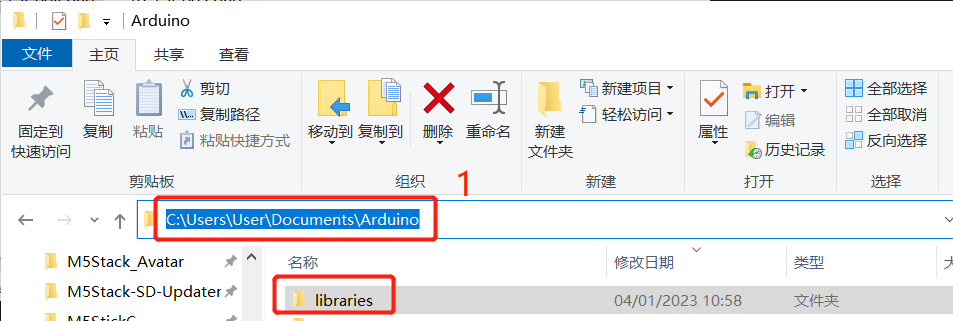 Arduino
文件 主页 共享 查看
固定到快速访问
复制
粘贴
剪切
复制路径
粘贴快捷方式
剪贴板
移动到 复制到
删除 重命名
组织
新建文件夹
新建项目
轻松访问
新建
属性
打开
编辑
历史记录
打开
全部选择
全部取消
反向选择
选择
1
C:\Users\User\Documents\Arduino
M5Stack_Avatar
M5Stack-SD-Updater
M5StickC
名称 修改日期 类型
libraries 04/01/2023 10:58 文件夹